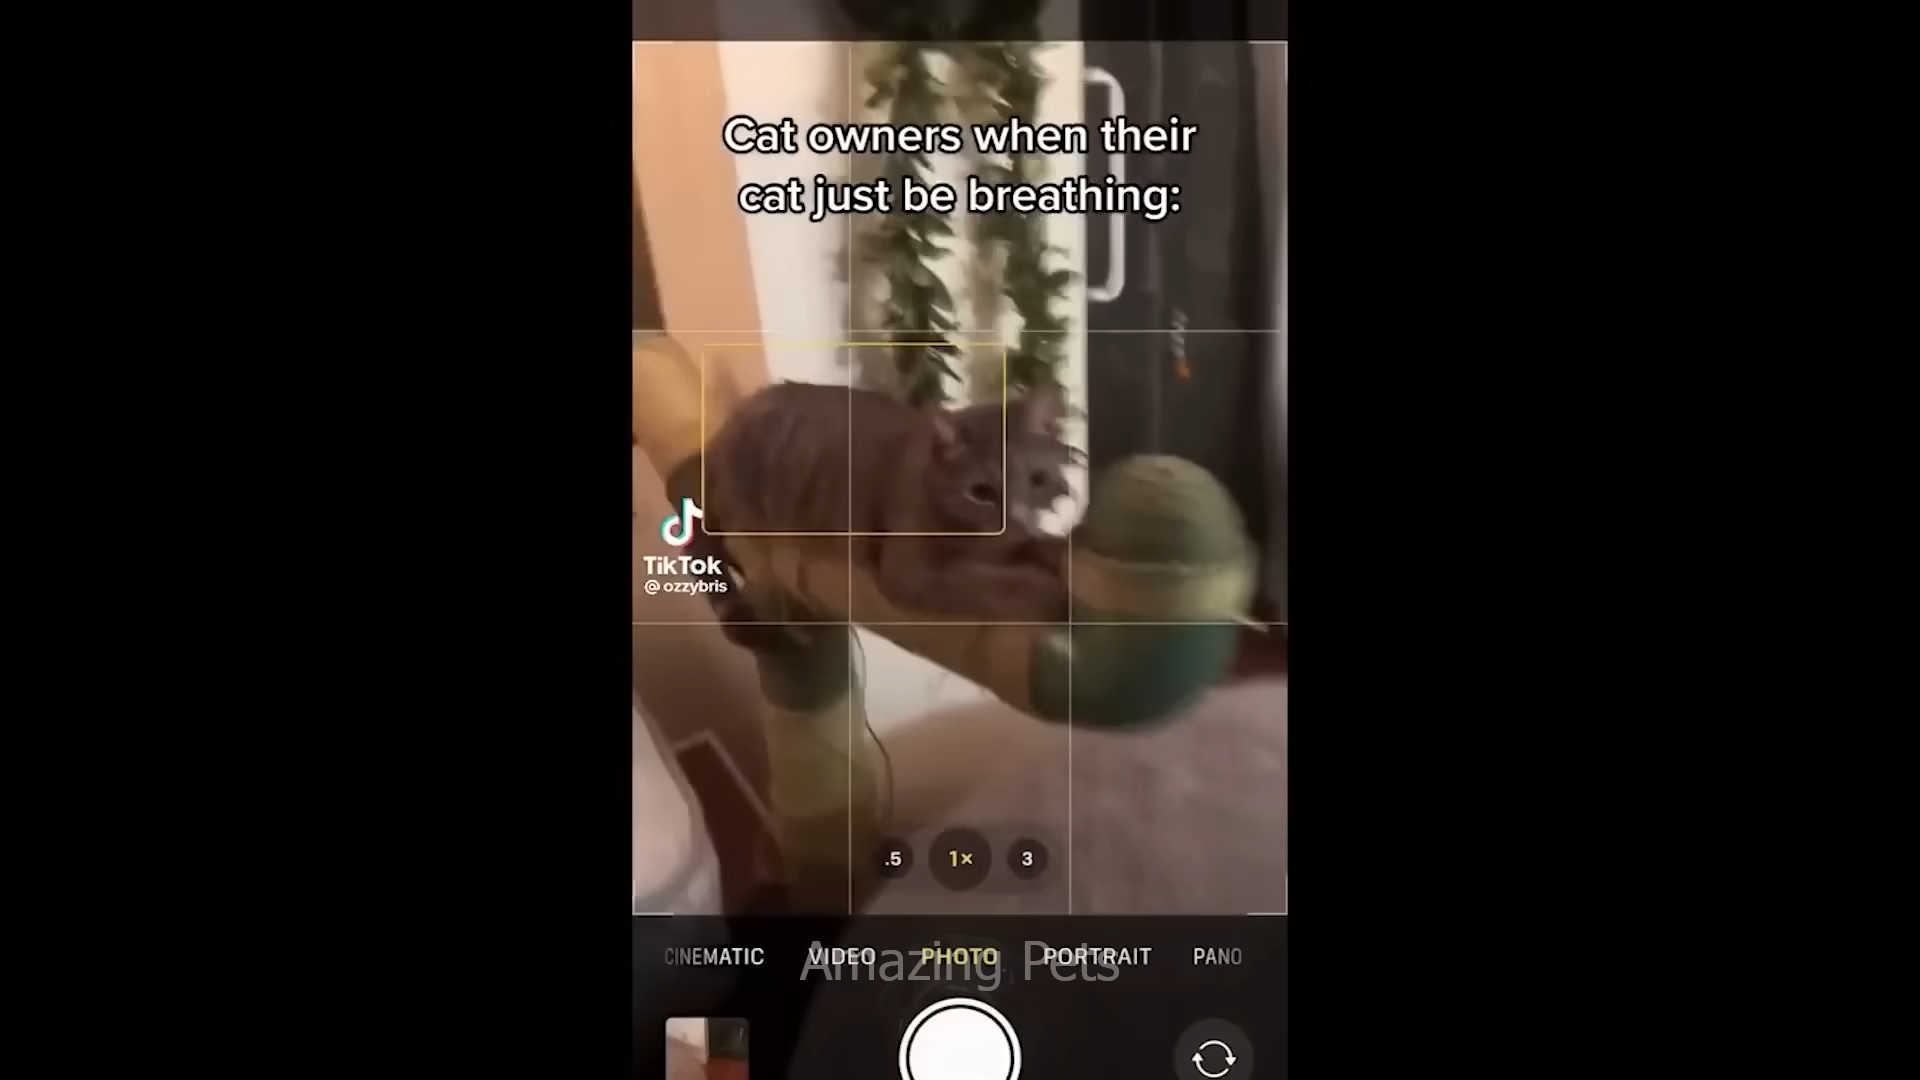 Cat owners when their
cat just be breathing:
TikTok
@ozzybris
.5
1×
3
CINEMATIC
VIDEO
PHOTO
PORTRAIT
PANO
Amazing Pets